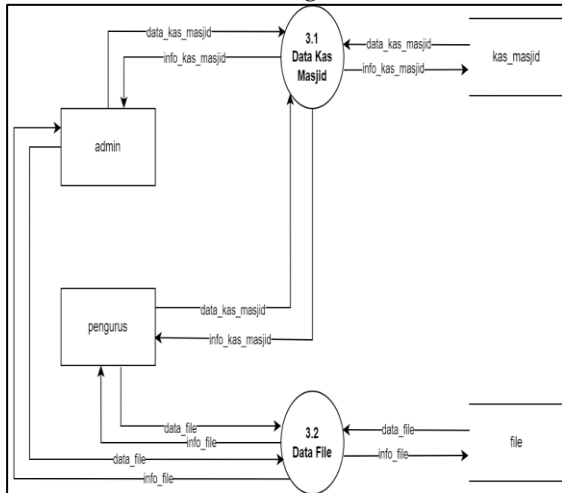 data_kas_masjid
info_kas_masjid
3.1
Data Kas
Masjid
data_kas_masjid
info_kas_masjid
kas_masjid
admin
pengurus
data_kas_masjid
info_kas_masjid
data_file
info_file
data_file
info_file
3.2
Data File
data_file
info_file
file